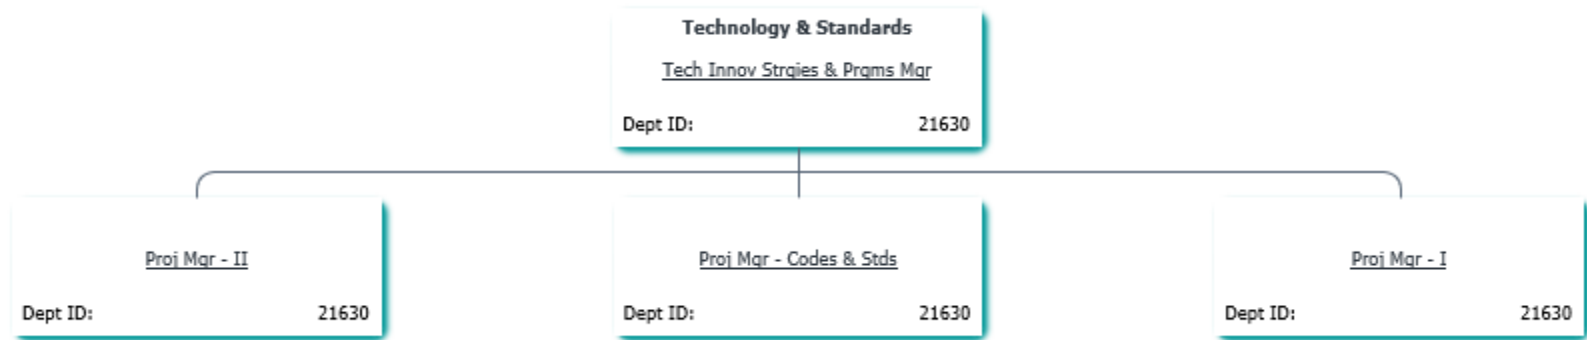 Technology & Standards
Tech Innov Strgies & Prgms Mgr
Dept ID: 21630
Proj Mgr - II
Dept ID: 21630
Proj Mgr - Codes & Stds
Dept ID: 21630
Proj Mgr - I
Dept ID: 21630